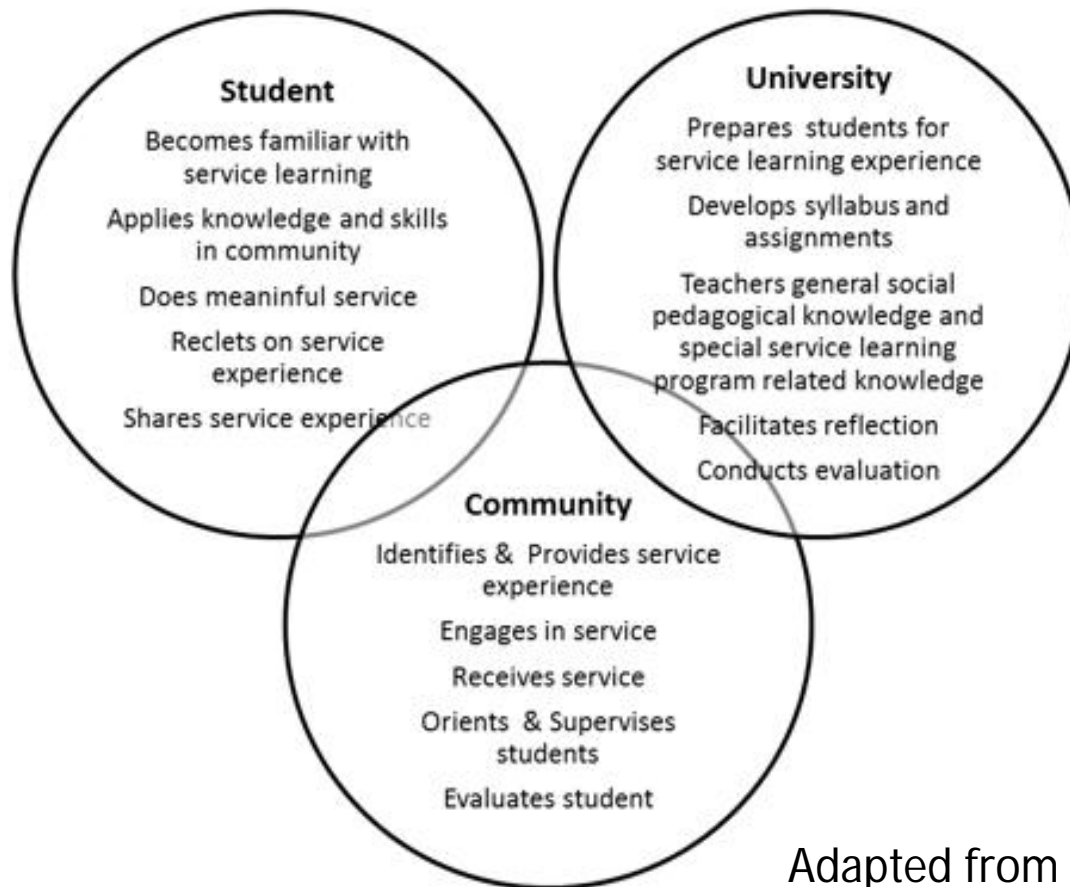 Student
Becomes familiar with
service learning
Applies knowledge and skills
in community
Does meaninful service
Reclets on service
experience
Shares service experience
University
Prepares students for
service learning experience
Develops syllabus and
assignments
Teachers general social
pedagogical knowledge and
special service learning
program related knowledge
Facilitates reflection
Conducts evaluation
Community
Identifies & Provides service
experience
Engages in service
Receives service
Orients & Supervises
students
Evaluates student
Adapted from